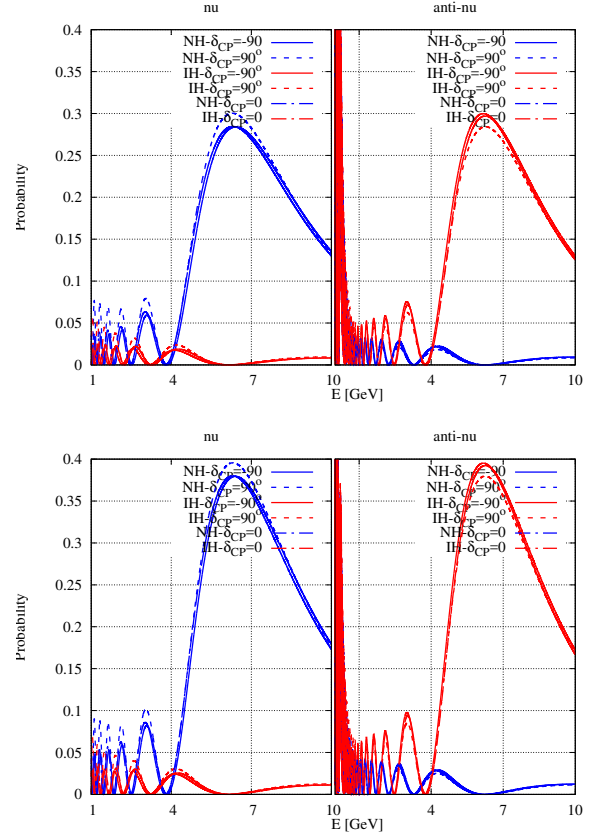 nu
anti-nu
0.4
0.35
0.3
0.25
0.2
0.15
0.1
0.05
0
Probability
NH-δCP=-90
NH-δCP=90°
IH-δCP=-90°
IH-δCP=90°
NH-δCP=0
IH-δCP=0
NH-δCP=-90
NH-δCP=90°
IH-δCP=-90°
IH-δCP=90°
NH-δCP=0
IH-δCP=0
1 4 7 10 4 7 10
E [GeV]
nu
anti-nu
0.4
0.35
0.3
0.25
0.2
0.15
0.1
0.05
0
Probability
NH-δCP=-90
NH-δCP=90°
IH-δCP=-90°
IH-δCP=90°
NH-δCP=0
IH-δCP=0
NH-δCP=-90
NH-δCP=90°
IH-δCP=-90°
IH-δCP=90°
NH-δCP=0
IH-δCP=0
1 4 7 10 4 7 10
E [GeV]